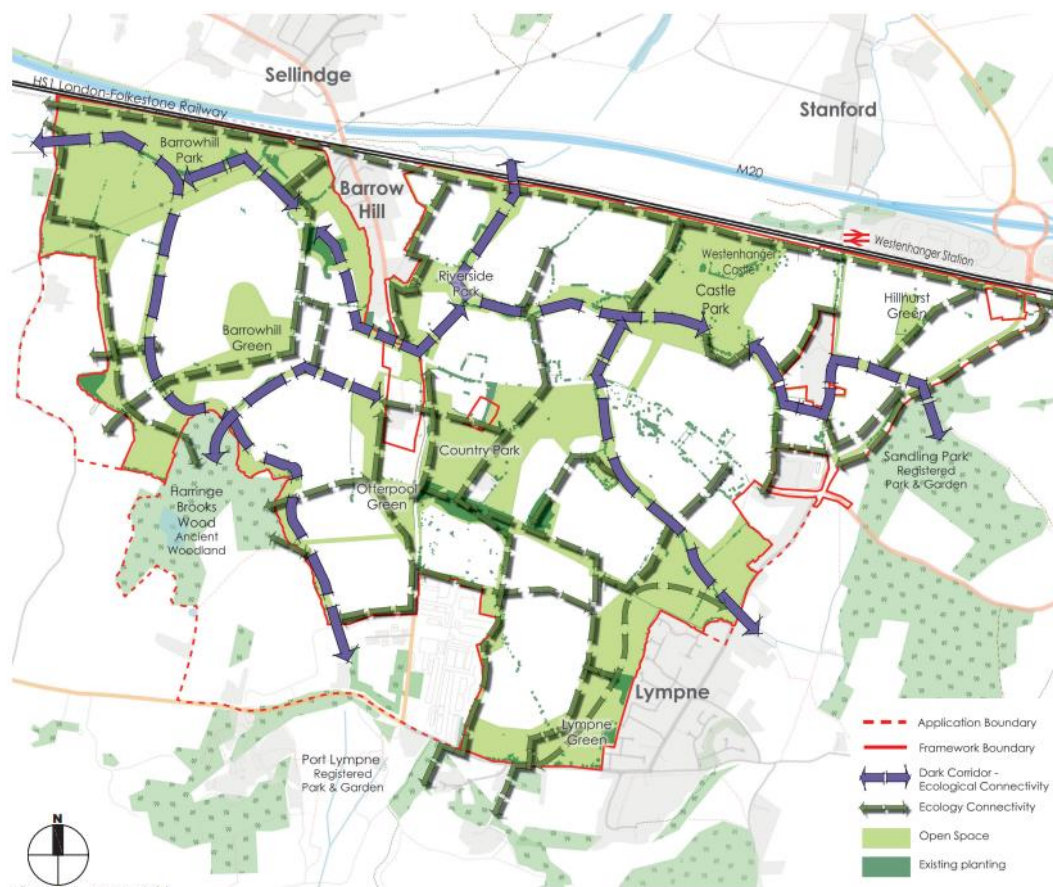 Sellindge
HS1 London-Folkestone Railway
Stanford
Barrowhill
Park
Barrow
Hill
M20
Westenhanger Station
Westenhanger
Castle
Castle
Park
Riverside
Park
Hillhurst
Green
Barrowhill
Green
Country Park
Sandling Park
Registered
Park & Garden
Otterpool
Green
Harringe
Brooks
Wood
Ancient
Woodland
Lympne
Lympne
Green
Port Lympne
Registered
Park & Garden
N
Application Boundary
Framework Boundary
Dark Corridor -
Ecological Connectivity
Ecology Connectivity
Open Space
Existing planting